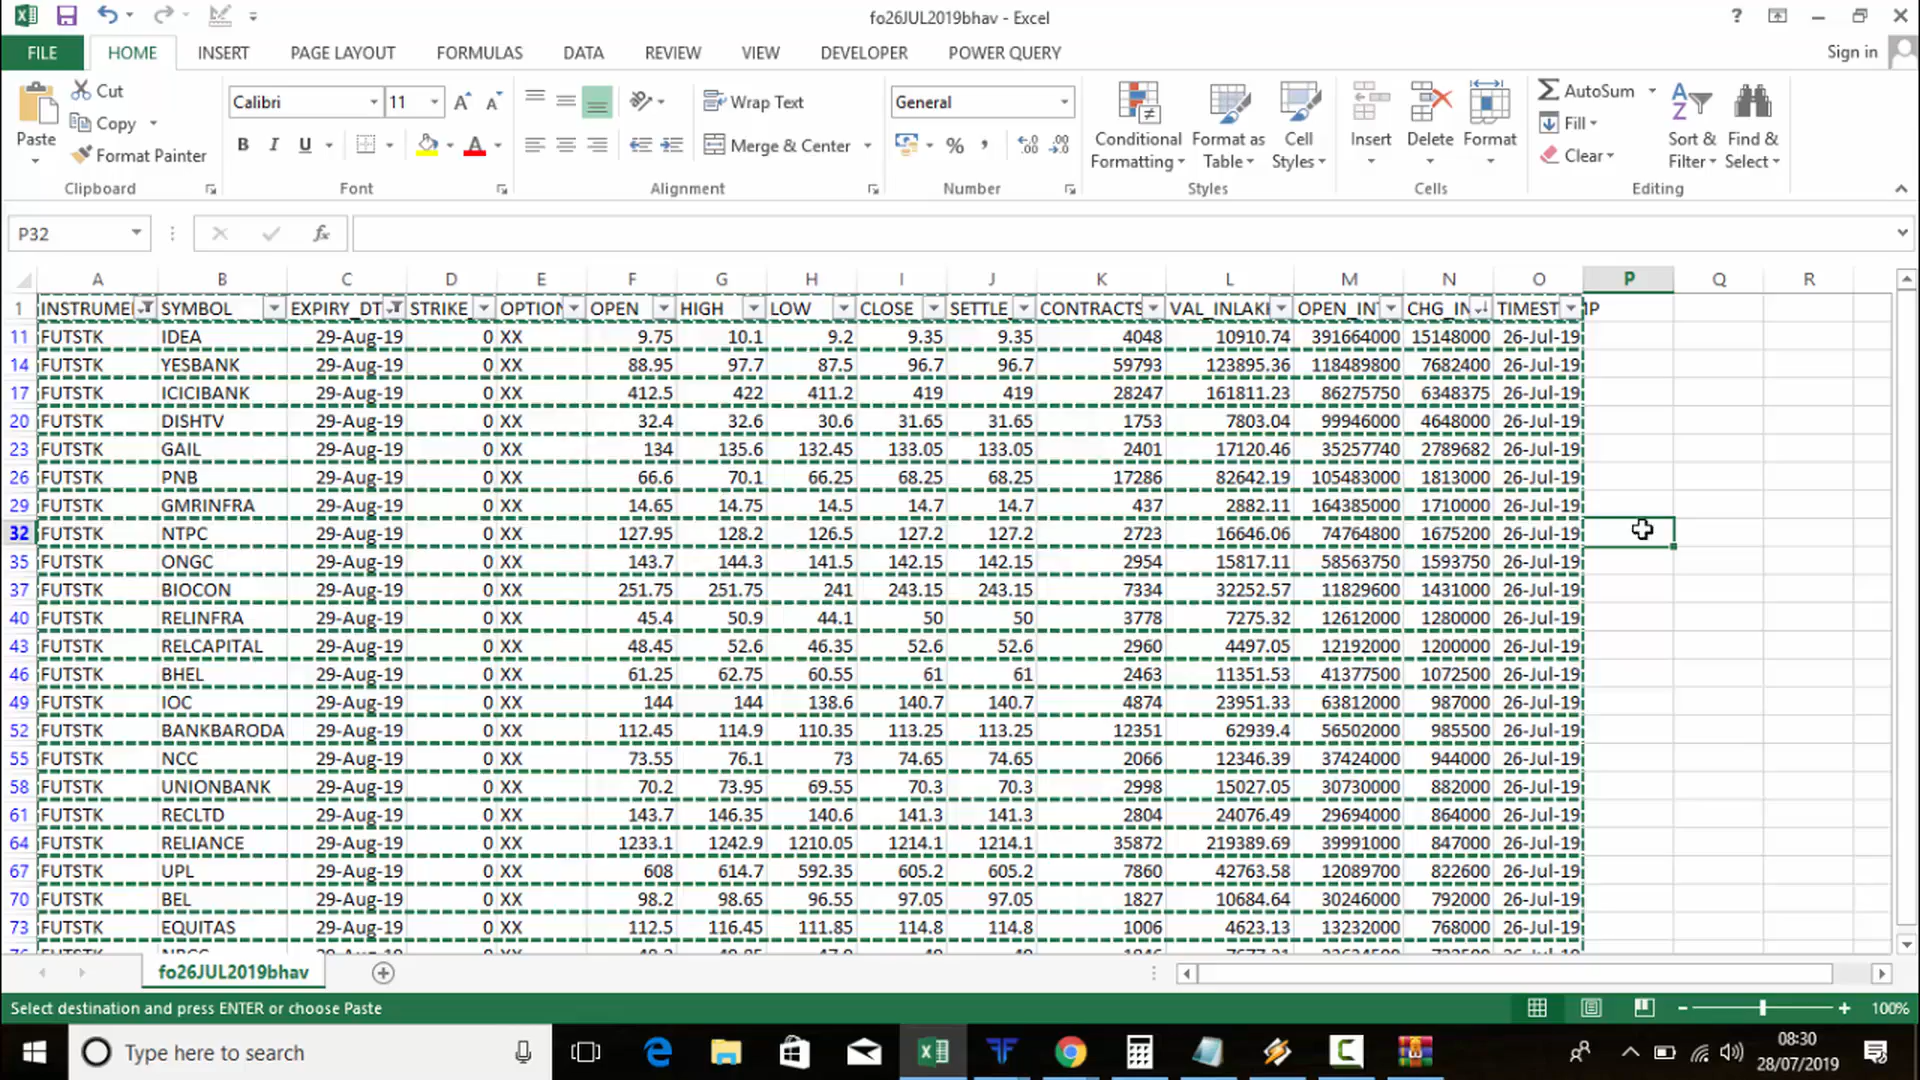 fo26JUL2019bhav - Excel
FILE HOME INSERT PAGE LAYOUT FORMULAS DATA REVIEW VIEW DEVELOPER POWER QUERY Sign in
Paste
Cut
Copy
Format Painter
Clipboard
Calibri 11
B I U
Font
Wrap Text
Merge & Center
Alignment
General
%
Number
Conditional Formatting
Format as Table
Cell Styles
Styles
Insert Delete Format
Cells
AutoSum
Fill
Clear
Sort & Filter
Find & Select
Editing
P32 fx
A B C D E F G H I J K L M N O P Q R
1 INSTRUME SYMBOL EXPIRY_DT STRIKE_ OPTION OPEN HIGH LOW CLOSE SETTLE_ CONTRACTS VAL_INLAKH OPEN_INT CHG_IN_ TIMEST IP
11 FUTSTK IDEA 29-Aug-19 0 XX 9.75 10.1 9.2 9.35 9.35 4048 10910.74 391664000 15148000 26-Jul-19
14 FUTSTK YESBANK 29-Aug-19 0 XX 88.95 97.7 87.5 96.7 96.7 59793 123895.36 118489800 7682400 26-Jul-19
17 FUTSTK ICICIBANK 29-Aug-19 0 XX 412.5 422 411.2 419 419 28247 161811.23 86275750 6348375 26-Jul-19
20 FUTSTK DISHTV 29-Aug-19 0 XX 32.4 32.6 30.6 31.65 31.65 1753 7803.04 99946000 4648000 26-Jul-19
23 FUTSTK GAIL 29-Aug-19 0 XX 134 135.6 132.45 133.05 133.05 2401 17120.46 35257740 2789682 26-Jul-19
26 FUTSTK PNB 29-Aug-19 0 XX 66.6 70.1 66.25 68.25 68.25 17286 82642.19 105483000 1813000 26-Jul-19
29 FUTSTK GMRINFRA 29-Aug-19 0 XX 14.65 14.75 14.5 14.7 14.7 437 2882.11 164385000 1710000 26-Jul-19
32 FUTSTK NTPC 29-Aug-19 0 XX 127.95 128.2 126.5 127.2 127.2 2723 16646.06 74764800 1675200 26-Jul-19
35 FUTSTK ONGC 29-Aug-19 0 XX 143.7 144.3 141.5 142.15 142.15 2954 15817.11 58563750 1593750 26-Jul-19
37 FUTSTK BIOCON 29-Aug-19 0 XX 251.75 251.75 241 243.15 243.15 7334 32252.57 11829600 1431000 26-Jul-19
40 FUTSTK RELINFRA 29-Aug-19 0 XX 45.4 50.9 44.1 50 50 3778 7275.32 12612000 1280000 26-Jul-19
43 FUTSTK RELCAPITAL 29-Aug-19 0 XX 48.45 52.6 46.35 52.6 52.6 2960 4497.05 12192000 1200000 26-Jul-19
46 FUTSTK BHEL 29-Aug-19 0 XX 61.25 62.75 60.55 61 61 2463 11351.53 41377500 1072500 26-Jul-19
49 FUTSTK IOC 29-Aug-19 0 XX 144 144 138.6 140.7 140.7 4874 23951.33 63812000 987000 26-Jul-19
52 FUTSTK BANKBARODA 29-Aug-19 0 XX 112.45 114.9 110.35 113.25 113.25 12351 62939.4 56502000 985500 26-Jul-19
55 FUTSTK NCC 29-Aug-19 0 XX 73.55 76.1 73 74.65 74.65 2066 12346.39 37424000 944000 26-Jul-19
58 FUTSTK UNIONBANK 29-Aug-19 0 XX 70.2 73.95 69.55 70.3 70.3 2998 15027.05 30730000 882000 26-Jul-19
61 FUTSTK RECLTD 29-Aug-19 0 XX 143.7 146.35 140.6 141.3 141.3 2804 24076.49 29694000 864000 26-Jul-19
64 FUTSTK RELIANCE 29-Aug-19 0 XX 1233.1 1242.9 1210.05 1214.1 1214.1 35872 219389.69 39991000 847000 26-Jul-19
67 FUTSTK UPL 29-Aug-19 0 XX 608 614.7 592.35 605.2 605.2 7860 42763.58 12089700 822600 26-Jul-19
70 FUTSTK BEL 29-Aug-19 0 XX 98.2 98.65 96.55 97.05 97.05 1827 10684.64 30246000 792000 26-Jul-19
73 FUTSTK EQUITAS 29-Aug-19 0 XX 112.5 116.45 111.85 114.8 114.8 1006 4623.13 13232000 768000 26-Jul-19
fo26JUL2019bhav
Select destination and press ENTER or choose Paste 100%
Type here to search
08:30
28/07/2019